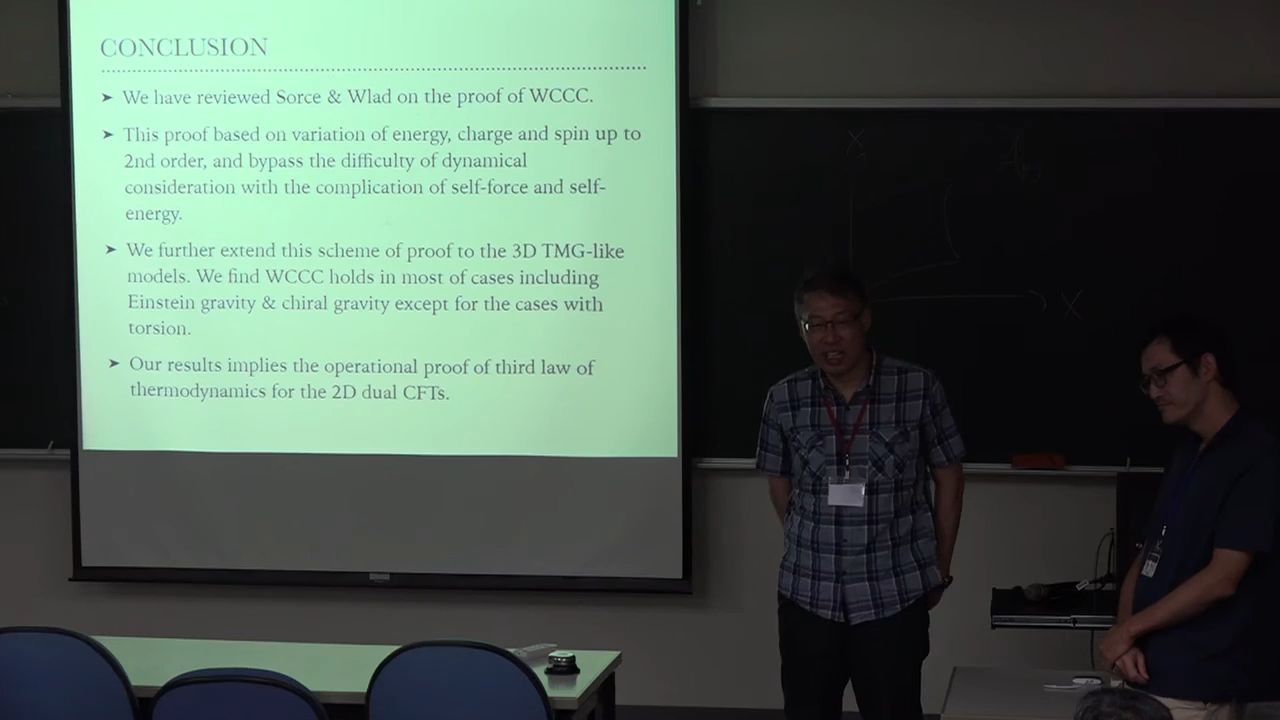 CONCLUSION
➤ We have reviewed Sorce & Wlad on the proof of WCCC.
➤ This proof based on variation of energy, charge and spin up to
2nd order, and bypass the difficulty of dynamical
consideration with the complication of self-force and self-
energy.
➤ We further extend this scheme of proof to the 3D TMG-like
models. We find WCCC holds in most of cases including
Einstein gravity & chiral gravity except for the cases with
torsion.
➤ Our results implies the operational proof of third law of
thermodynamics for the 2D dual CFTs.
X
X